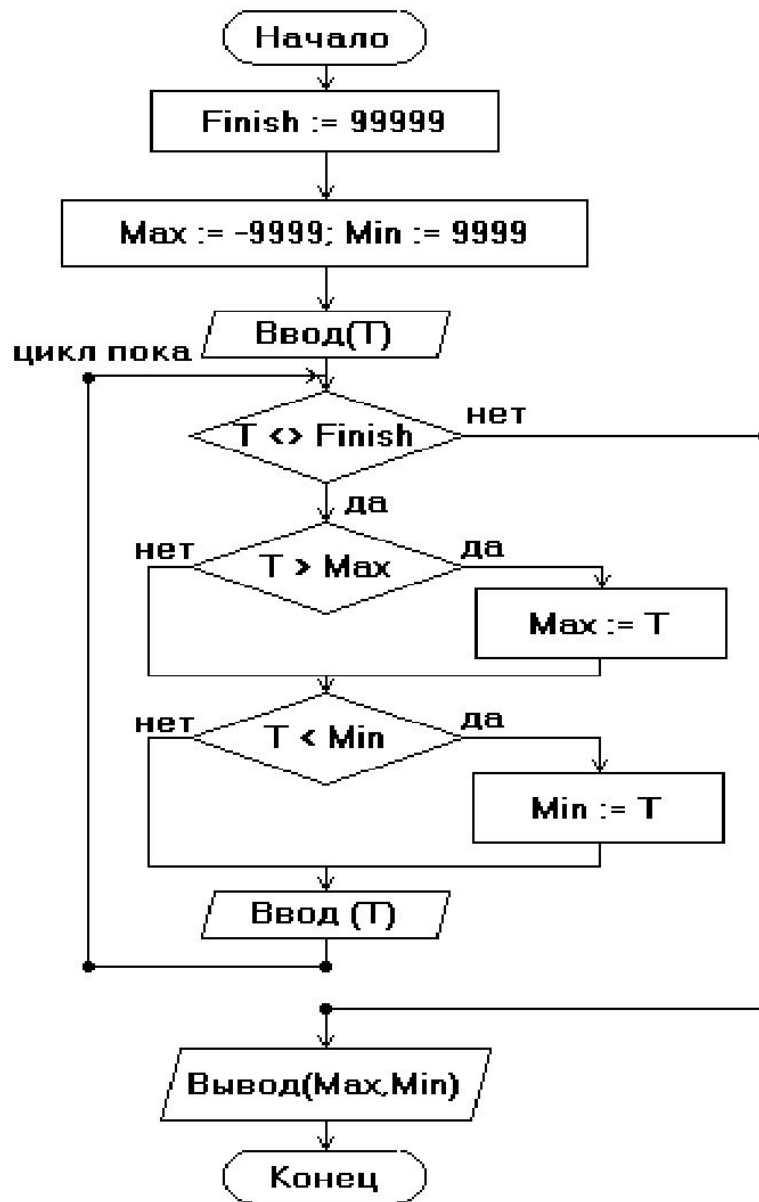 Начало
Finish := 99999
Max := -9999; Min := 9999
Ввод(T)
цикл пока
T <> Finish
нет
да
нет
T > Max
да
Max := T
нет
T < Min
да
Min := T
Ввод (T)
Вывод(Max,Min)
Конец